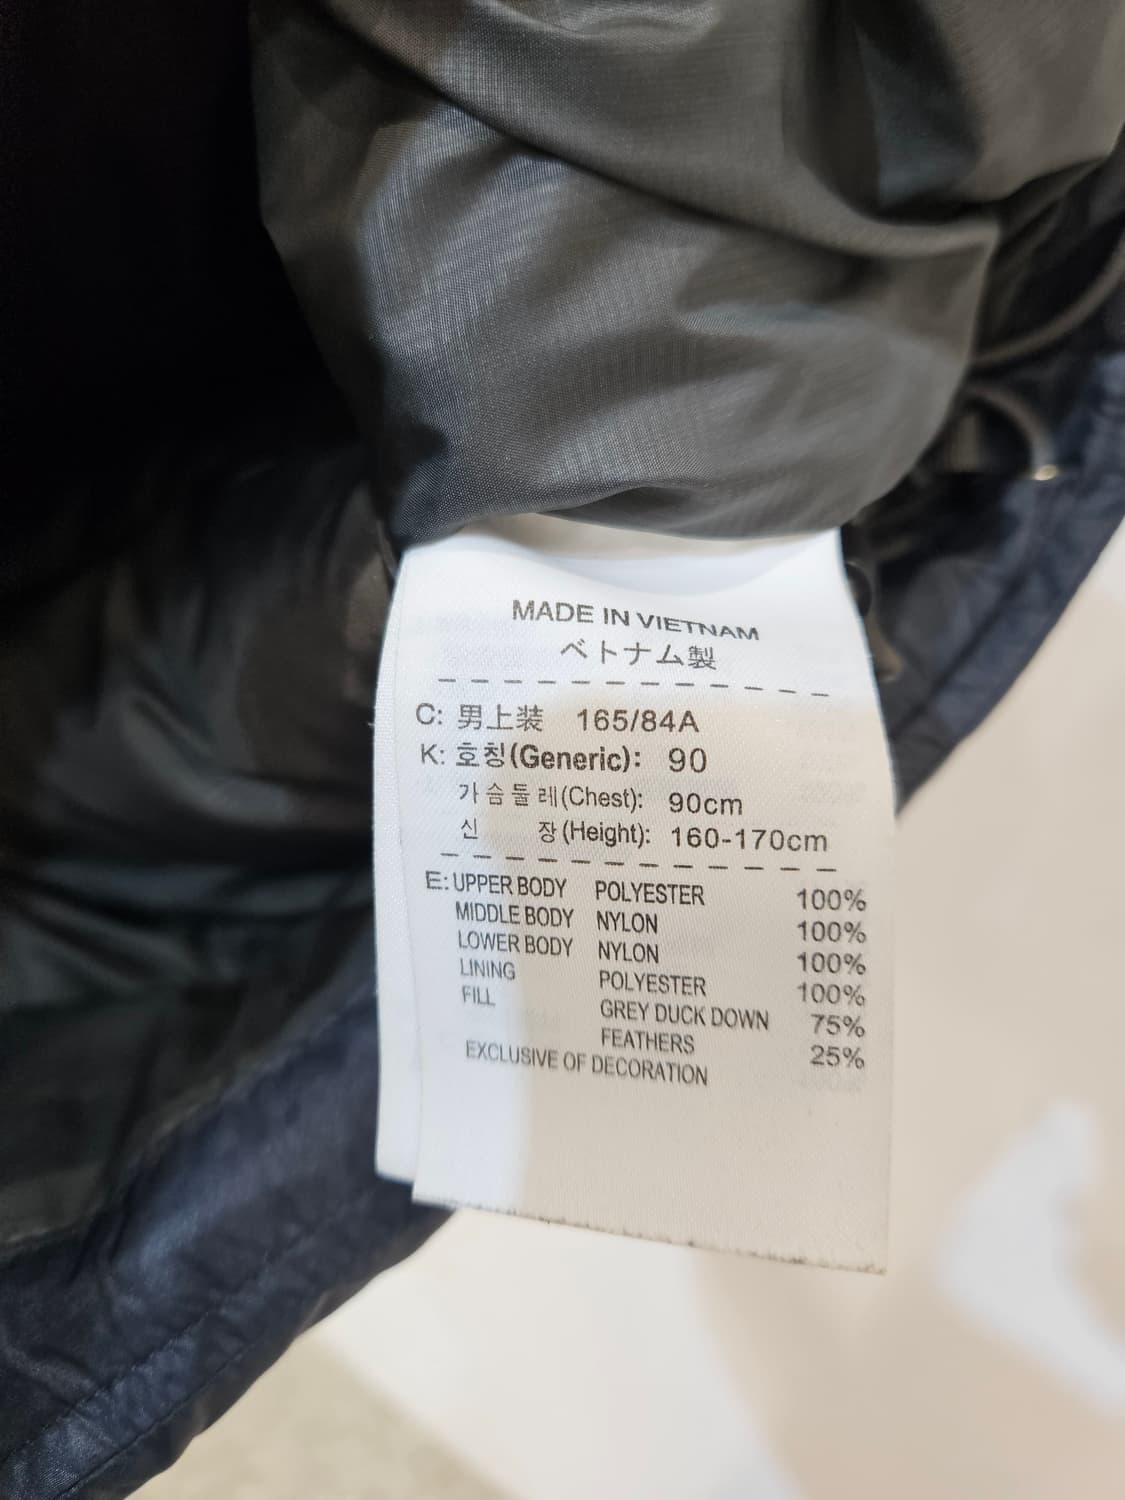 MADE IN VIETNAM
ベトナム製
C: 男上装 165/84A
K: 호칭(Generic): 90
가슴둘레(Chest): 90cm
신 장(Height): 160-170cm
E: UPPER BODY POLYESTER 100%
MIDDLE BODY NYLON 100%
LOWER BODY NYLON 100%
LINING POLYESTER 100%
FILL GREY DUCK DOWN 75%
FEATHERS 25%
EXCLUSIVE OF DECORATION